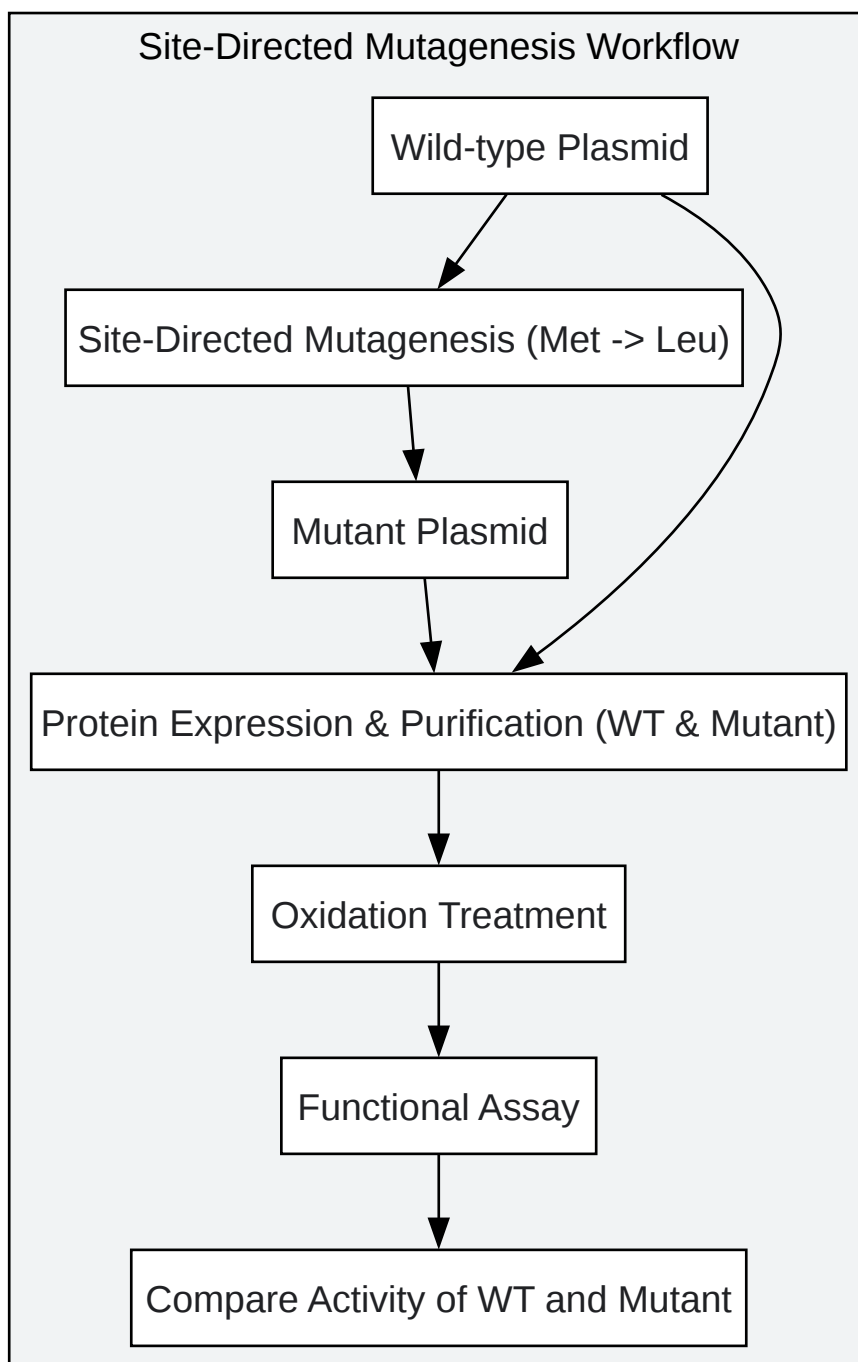 Site-Directed Mutagenesis Workflow
Wild-type Plasmid
Site-Directed Mutagenesis (Met -> Leu)
Mutant Plasmid
Protein Expression & Purification (WT & Mutant)
Oxidation Treatment
Functional Assay
Compare Activity of WT and Mutant